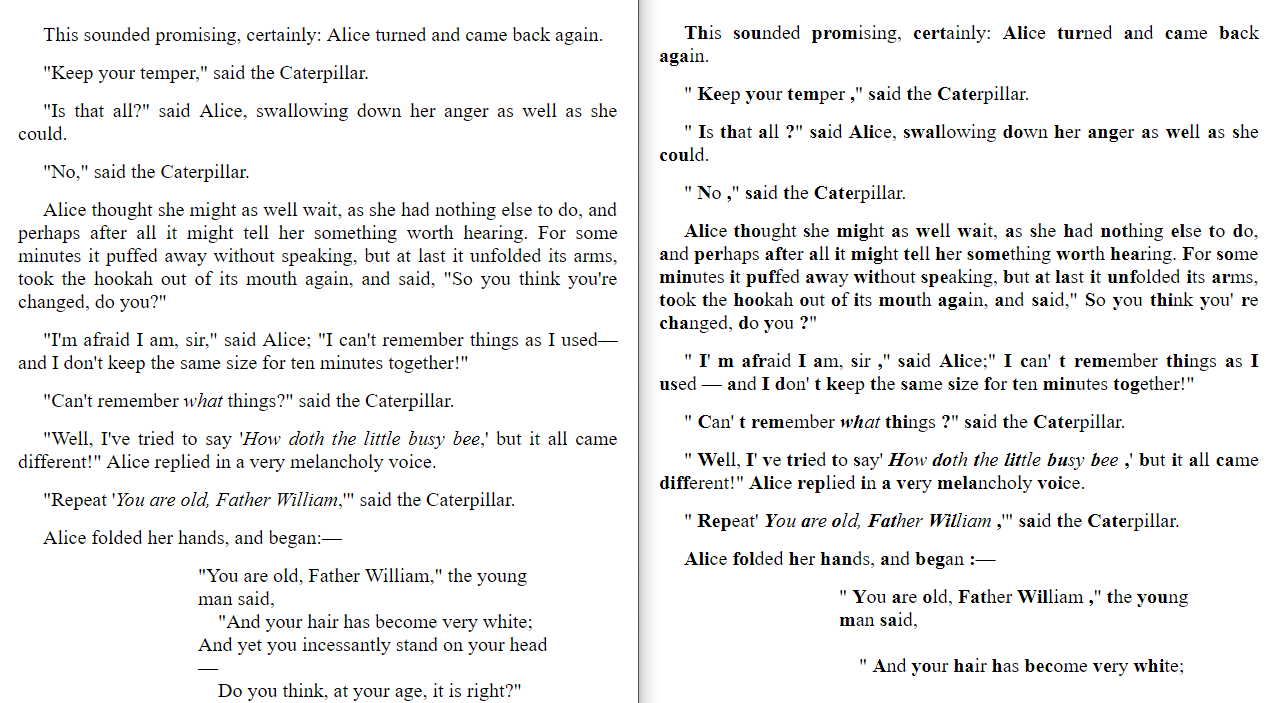 This sounded promising, certainly: Alice turned and came back again.
"Keep your temper," said the Caterpillar.
"Is that all?" said Alice, swallowing down her anger as well as she
could.
"No," said the Caterpillar.
Alice thought she might as well wait, as she had nothing else to do, and
perhaps after all it might tell her something worth hearing. For some
minutes it puffed away without speaking, but at last it unfolded its arms,
took the hookah out of its mouth again, and said, "So you think you're
changed, do you?"
"I'm afraid I am, sir," said Alice; "I can't remember things as I used—
and I don't keep the same size for ten minutes together!"
"Can't remember what things?" said the Caterpillar.
"Well, I've tried to say 'How doth the little busy bee,' but it all came
different!" Alice replied in a very melancholy voice.
"Repeat 'You are old, Father William,'" said the Caterpillar.
Alice folded her hands, and began:—
"You are old, Father William," the young
man said,
"And your hair has become very white;
And yet you incessantly stand on your head
—
Do you think, at your age, it is right?"
This sounded promising, certainly: Alice turned and came back
again.
" Keep your temper ," said the Caterpillar.
" Is that all ?" said Alice, swallowing down her anger as well as she
could.
" No ," said the Caterpillar.
Alice thought she might as well wait, as she had nothing else to do,
and perhaps after all it might tell her something worth hearing. For some
minutes it puffed away without speaking, but at last it unfolded its arms,
took the hookah out of its mouth again, and said," So you think you' re
changed, do you ?"
" I' m afraid I am, sir ," said Alice;" I can' t remember things as I
used — and I don' t keep the same size for ten minutes together!"
" Can' t remember what things ?" said the Caterpillar.
" Well, I' ve tried to say' How doth the little busy bee ,' but it all came
different!" Alice replied in a very melancholy voice.
" Repeat' You are old, Father William ,'" said the Caterpillar.
Alice folded her hands, and began :—
" You are old, Father William ," the young
man said,
" And your hair has become very white;